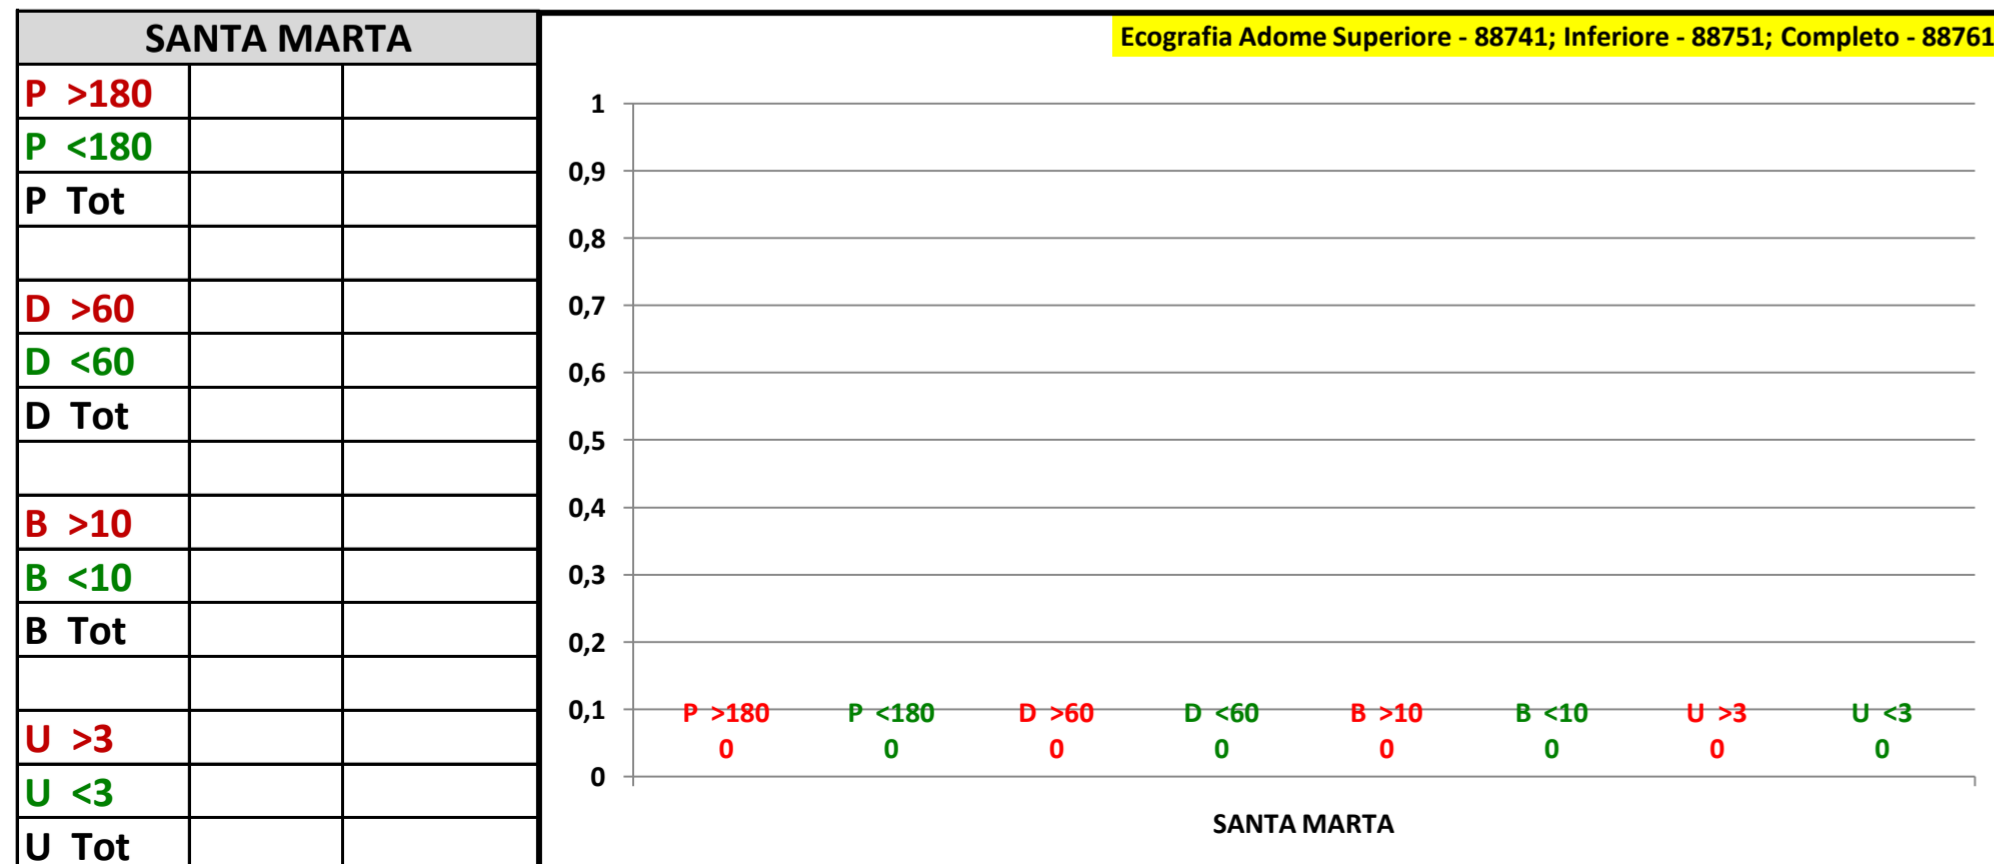 SANTA MARTA
P >180
P <180
P Tot
D >60
D <60
D Tot
B >10
B <10
B Tot
U >3
U <3
U Tot
Ecografia Adome Superiore - 88741; Inferiore - 88751; Completo - 88761
1
0,9
0,8
0,7
0,6
0,5
0,4
0,3
0,2
0,1
0
P >180 P <180 D >60 D <60 B >10 B <10 U >3 U <3
0 0 0 0 0 0 0 0
SANTA MARTA